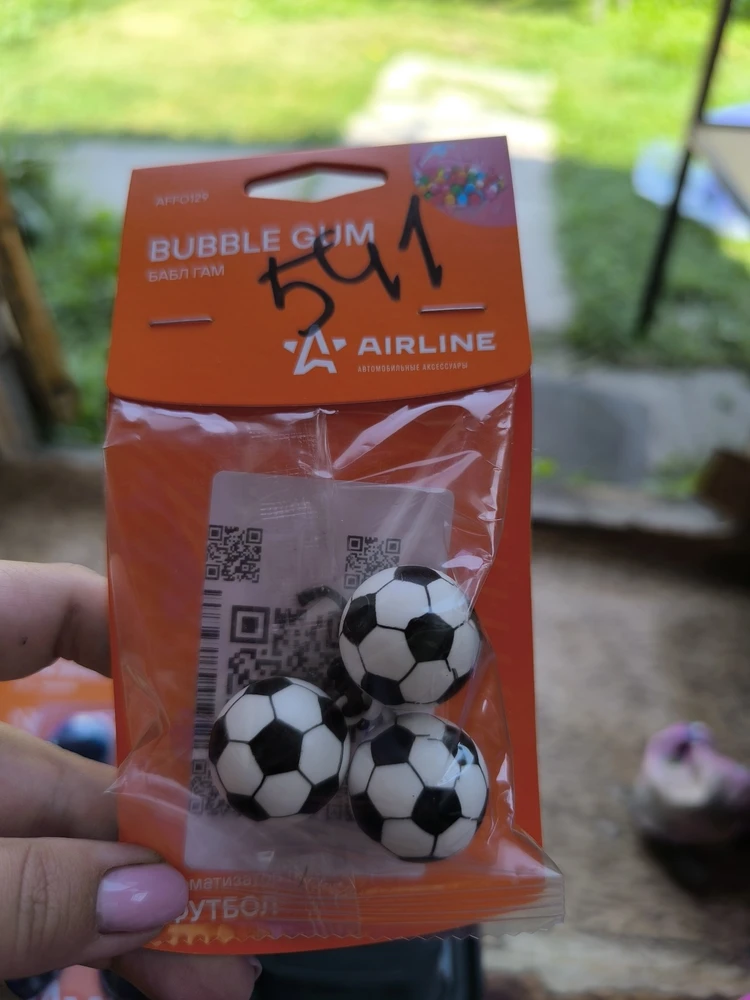 AFFO129
BUBBLE GUM
БАБЛ ГАМ
541
AIRLINE
АВТОМОБИЛЬНЫЕ АКСЕССУАРЫ
ФУТБОЛ